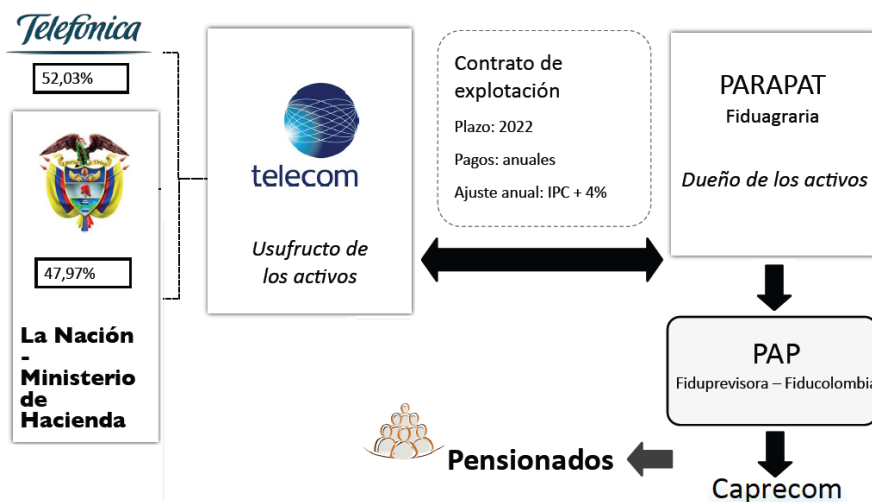 Telefónica
52,03%
47,97%
La Nación
-
Ministerio
de
Hacienda
telecom
Usufructo de
los activos
Contrato de
explotación
Plazo: 2022
Pagos: anuales
Ajuste anual: IPC + 4%
PARAPAT
Fiduagraria
Dueño de los activos
PAP
Fiduprevisora – Fiducolombia
Caprecom
Pensionados